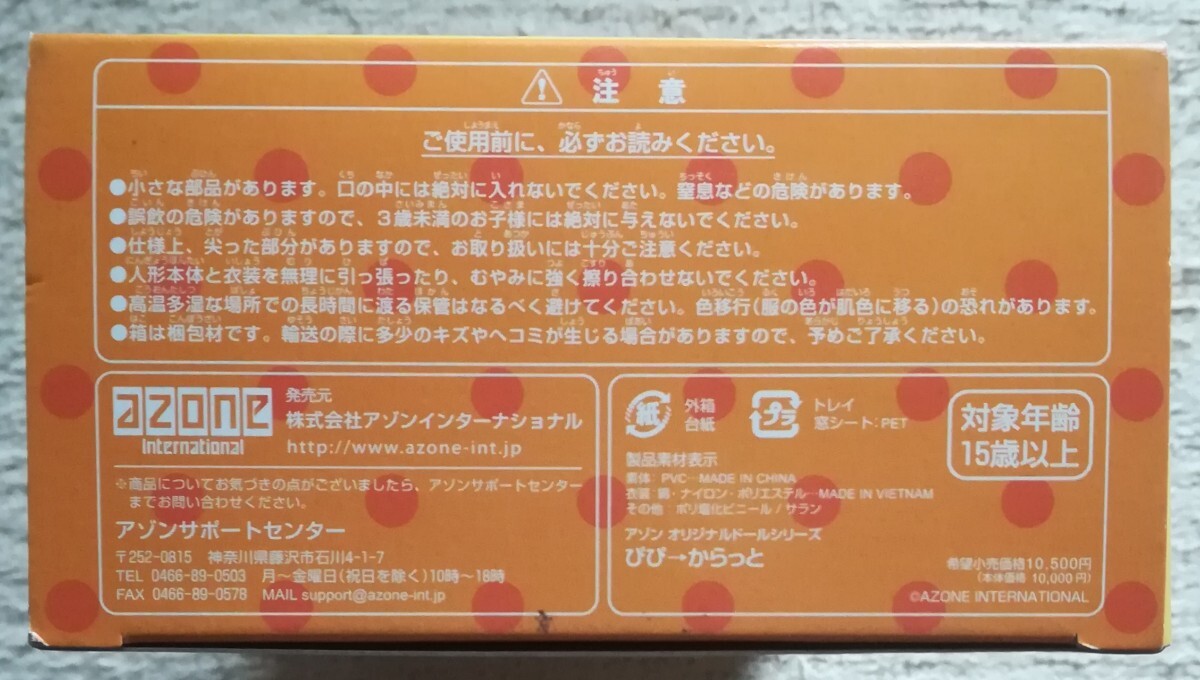 注意
ご使用前に、必ずお読みください。
●小さな部品があります。口の中には絶対に入れないでください。窒息などの危険があります。
●誤飲の危険がありますので、3歳未満のお子様には絶対に与えないでください。
●仕様上、尖った部分がありますので、お取り扱いには十分ご注意ください。
●人形本体と衣装を無理に引っ張ったり、むやみに強く擦り合わせないでください。
●高温多湿な場所での長時間に渡る保管はなるべく避けてください。色移行(服の色が肌色に移る)の恐れがあります。
●箱は梱包材です。輸送の際に多少のキズやヘコミが生じる場合がありますので、予めご了承ください。
azone
International
発売元
株式会社アゾンインターナショナル
http://www.azone-int.jp
※商品についてお気づきの点がございましたら、アゾンサポートセンター
までお問い合わせください。
アゾンサポートセンター
〒252-0815 神奈川県藤沢市石川4-1-7
TEL 0466-89-0503 月〜金曜日(祝日を除く)10時〜18時
FAX 0466-89-0578 MAIL support@azone-int.jp
紙
外箱
台紙
プラ
トレイ
窓シート:PET
対象年齢
15歳以上
製品素材表示
素体:PVC…MADE IN CHINA
衣装:綿・ナイロン・ポリエステル…MADE IN VIETNAM
その他:ポリ塩化ビニール/サラン
アゾン オリジナルドールシリーズ
びび→からっと
希望小売価格10,500円
(本体価格 10,000円)
©AZONE INTERNATIONAL